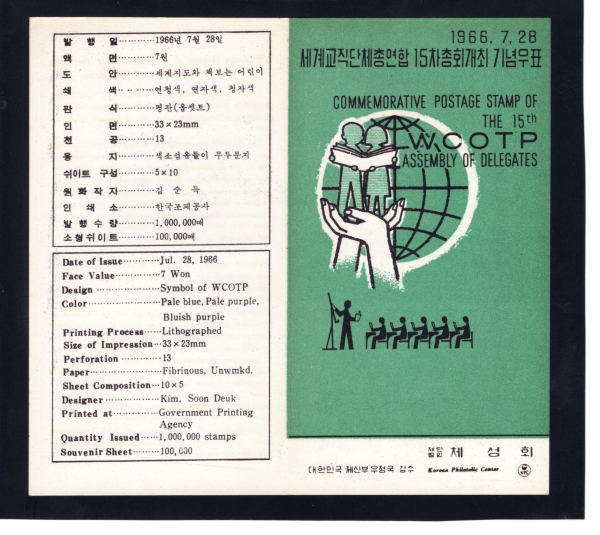 발 행 일············1966년 7월 28일
액 면············7원
도 안············세계지도와 책보는 어린이
쇄 색·· ·· ······연청색, 연자색, 청자색
판 식············평판(옵셋트)
인 면············33×23mm
천 공············13
용 지············색소섬유들이 무투문지
쉬이트 구성·········5×10
원 화 작 자·········김 순 득
인 쇄 소············한국조폐공사
발 행 수 량·········1,000,000매
소형쉬이트·········100,000매
Date of Issue············Jul. 28, 1966
Face Value············7 Won
Design ············Symbol of WCOTP
Color············Pale blue, Pale purple,
Bluish purple
Printing Process······Lithographed
Size of Impression···33×23mm
Perforation ············13
Paper············Fibrinous, Unwmkd.
Sheet Composition···10×5
Designer ············Kim, Soon Deuk
Printed at············Government Printing
Agency
Quantity Issued······1,000,000 stamps
Souvenir Sheet·········100,000
1966. 7. 28
세계교직단체총연합 15차총회개최 기념우표
COMMEMORATIVE POSTAGE STAMP OF
THE 15th
WCOTP
ASSEMBLY OF DELEGATES
재단법인 체 성 회
대한민국 체신부 우정국 감수 Korean Philatelic Center KPC